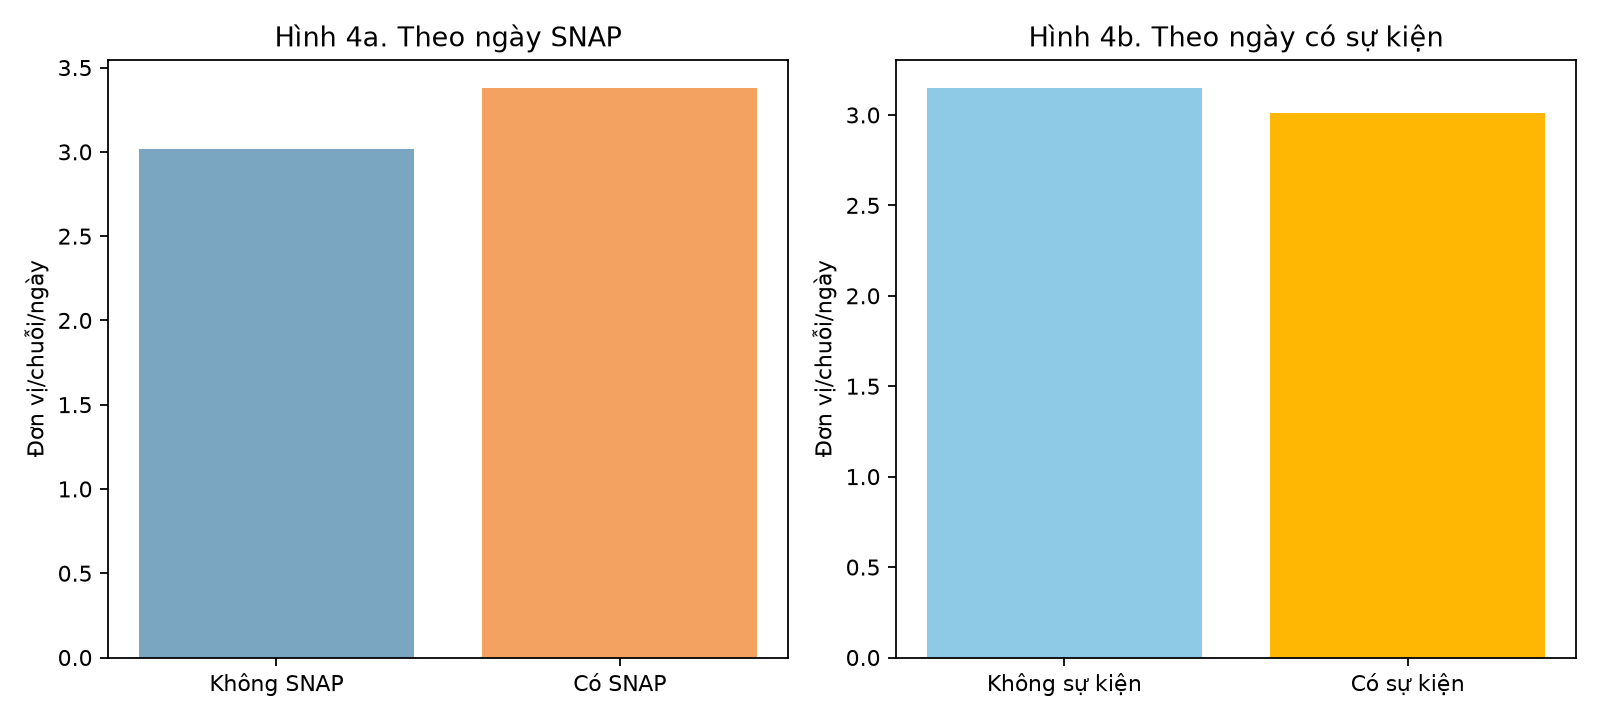 Hình 4a. Theo ngày SNAP
Đơn vị/chuỗi/ngày
3.5
3.0
2.5
2.0
1.5
1.0
0.5
0.0
Không SNAP
Có SNAP
Hình 4b. Theo ngày có sự kiện
Đơn vị/chuỗi/ngày
3.0
2.5
2.0
1.5
1.0
0.5
0.0
Không sự kiện
Có sự kiện